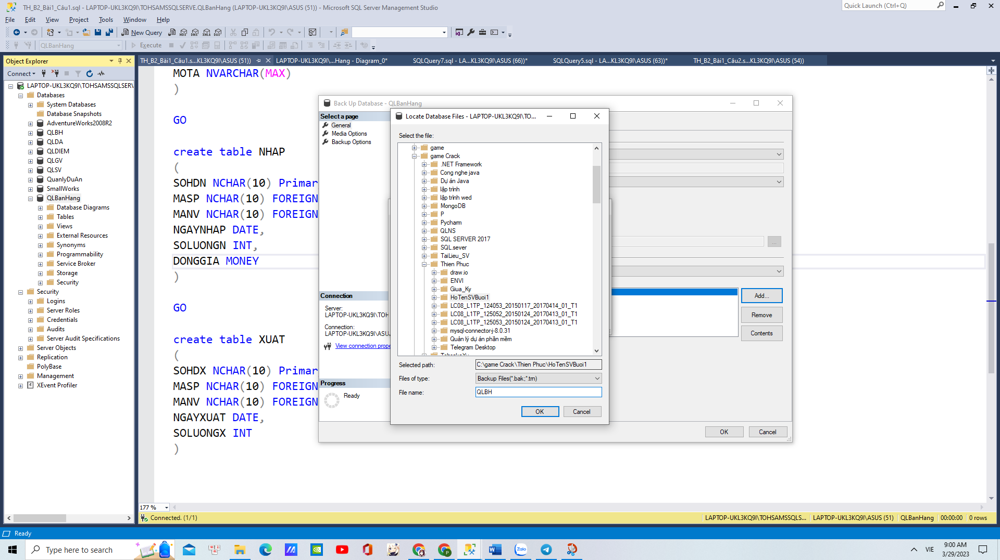 TH_B2_Bài1_Câu1.sql - LAPTOP-UKL3KQ9I\TOHSAMSSQLSERVE.QLBanHang (LAPTOP-UKL3KQ9I\ASUS (51)) - Microsoft SQL Server Management Studio
Quick Launch (Ctrl+Q)
File Edit View Project Tools Window Help
New Query
MDX DMX XMLA DAX
QLBanHang
Execute
Object Explorer
Connect
LAPTOP-UKL3KQ9I\TOHSAMSSQLSER
Databases
System Databases
Database Snapshots
AdventureWorks2008R2
QLBH
QLDA
QLDIEM
QLGV
QLSV
QuanlyDuAn
SmallWorks
QLBanHang
Database Diagrams
Tables
Views
External Resources
Synonyms
Programmability
Service Broker
Storage
Security
Security
Logins
Server Roles
Credentials
Audits
Server Audit Specifications
Server Objects
Replication
PolyBase
Management
XEvent Profiler
TH_B2_Bài1_Câu1.s...KL3KQ9I\ASUS (51))
LAPTOP-UKL3KQ9I\...Hang - Diagram_0*
SQLQuery7.sql - LA...KL3KQ9I\ASUS (66))*
SQLQuery5.sql - LA...KL3KQ9I\ASUS (63))*
TH_B2_Bài1_Câu2.s...KL3KQ9I\ASUS (54))
MOTA NVARCHAR(MAX)
)
GO
create table NHAP
(
SOHDN NCHAR(10) Primar
MASP NCHAR(10) FOREIGN
MANV NCHAR(10) FOREIGN
NGAYNHAP DATE,
SOLUONGN INT,
DONGGIA MONEY
)
GO
create table XUAT
(
SOHDX NCHAR(10) Primar
MASP NCHAR(10) FOREIGN
MANV NCHAR(10) FOREIGN
NGAYXUAT DATE,
SOLUONGX INT
)
Back Up Database - QLBanHang
Select a page
General
Media Options
Backup Options
Connection
Server:
LAPTOP-UKL3KQ9I\TOH
Connection:
LAPTOP-UKL3KQ9I\ASU
View connection prope
Progress
Ready
...
Add...
Remove
Contents
OK
Cancel
Locate Database Files - LAPTOP-UKL3KQ9I\TO...
Select the file:
game
game Crack
.NET Framework
Cong nghe java
Dự án Java
lập trình
lập trình wed
MongoDB
P
Pycharm
QLNS
SQL SERVER 2017
SQL.sever
TaiLieu_SV
Thien Phuc
draw.io
ENVI
Giua_Ky
HoTenSVBuoi1
LC08_L1TP_124053_20150117_20170414_01_T1
LC08_L1TP_125052_20150124_20170413_01_T1
LC08_L1TP_125053_20150124_20170413_01_T1
mysql-connector-j-8.0.31
Quản lý dự án phần mềm
Telegram Desktop
Selected path:
C:\game Crack\Thien Phuc\HoTenSVBuoi1
Files of type:
Backup Files(*.bak;*.trn)
File name:
QLBH
OK
Cancel
177 %
Connected. (1/1)
LAPTOP-UKL3KQ9I\TOHSAMSSQLS...
LAPTOP-UKL3KQ9I\ASUS (51)
QLBanHang
00:00:00
0 rows
Ready
Type here to search
Zalo
VIE
9:00 AM
3/29/2023